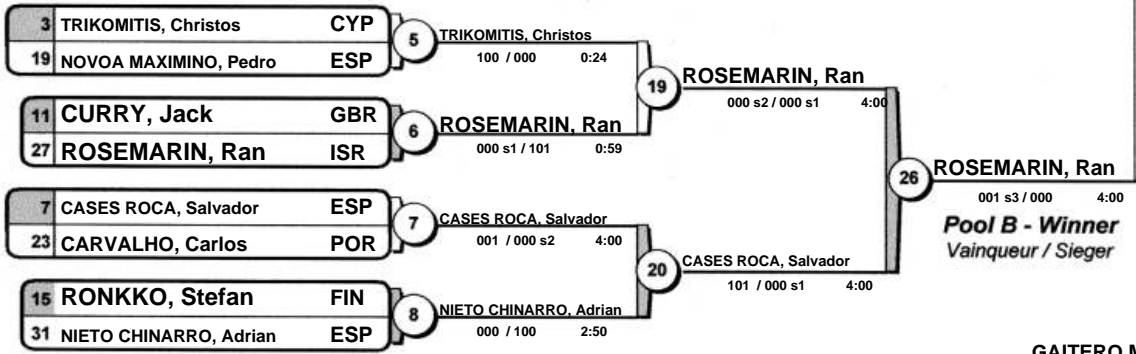 3 TRIKOMITIS, Christos CYP
19 NOVOA MAXIMINO, Pedro ESP
5
TRIKOMITIS, Christos
100 / 000 0:24
11 CURRY, Jack GBR
27 ROSEMARIN, Ran ISR
6
ROSEMARIN, Ran
000 s1 / 101 0:59
19
ROSEMARIN, Ran
000 s2 / 000 s1 4:00
7 CASES ROCA, Salvador ESP
23 CARVALHO, Carlos POR
7
CASES ROCA, Salvador
001 / 000 s2 4:00
15 RONKKO, Stefan FIN
31 NIETO CHINARRO, Adrian ESP
8
NIETO CHINARRO, Adrian
000 / 100 2:50
20
CASES ROCA, Salvador
101 / 000 s1 4:00
26
ROSEMARIN, Ran
001 s3 / 000 4:00
Pool B - Winner
Vainqueur / Sieger
GAITERO M